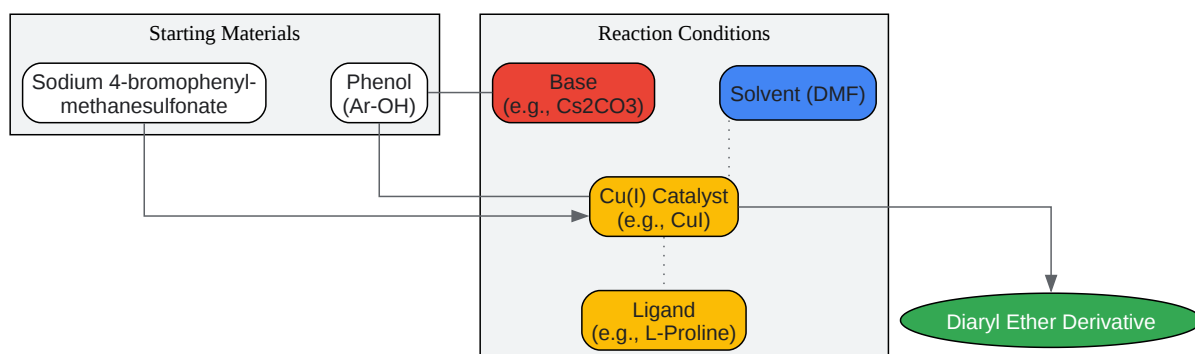 Starting Materials
Sodium 4-bromophenyl-
methanesulfonate
Phenol
(Ar-OH)
Reaction Conditions
Base
(e.g., Cs2CO3)
Solvent (DMF)
Cu(I) Catalyst
(e.g., CuI)
Ligand
(e.g., L-Proline)
Diaryl Ether Derivative